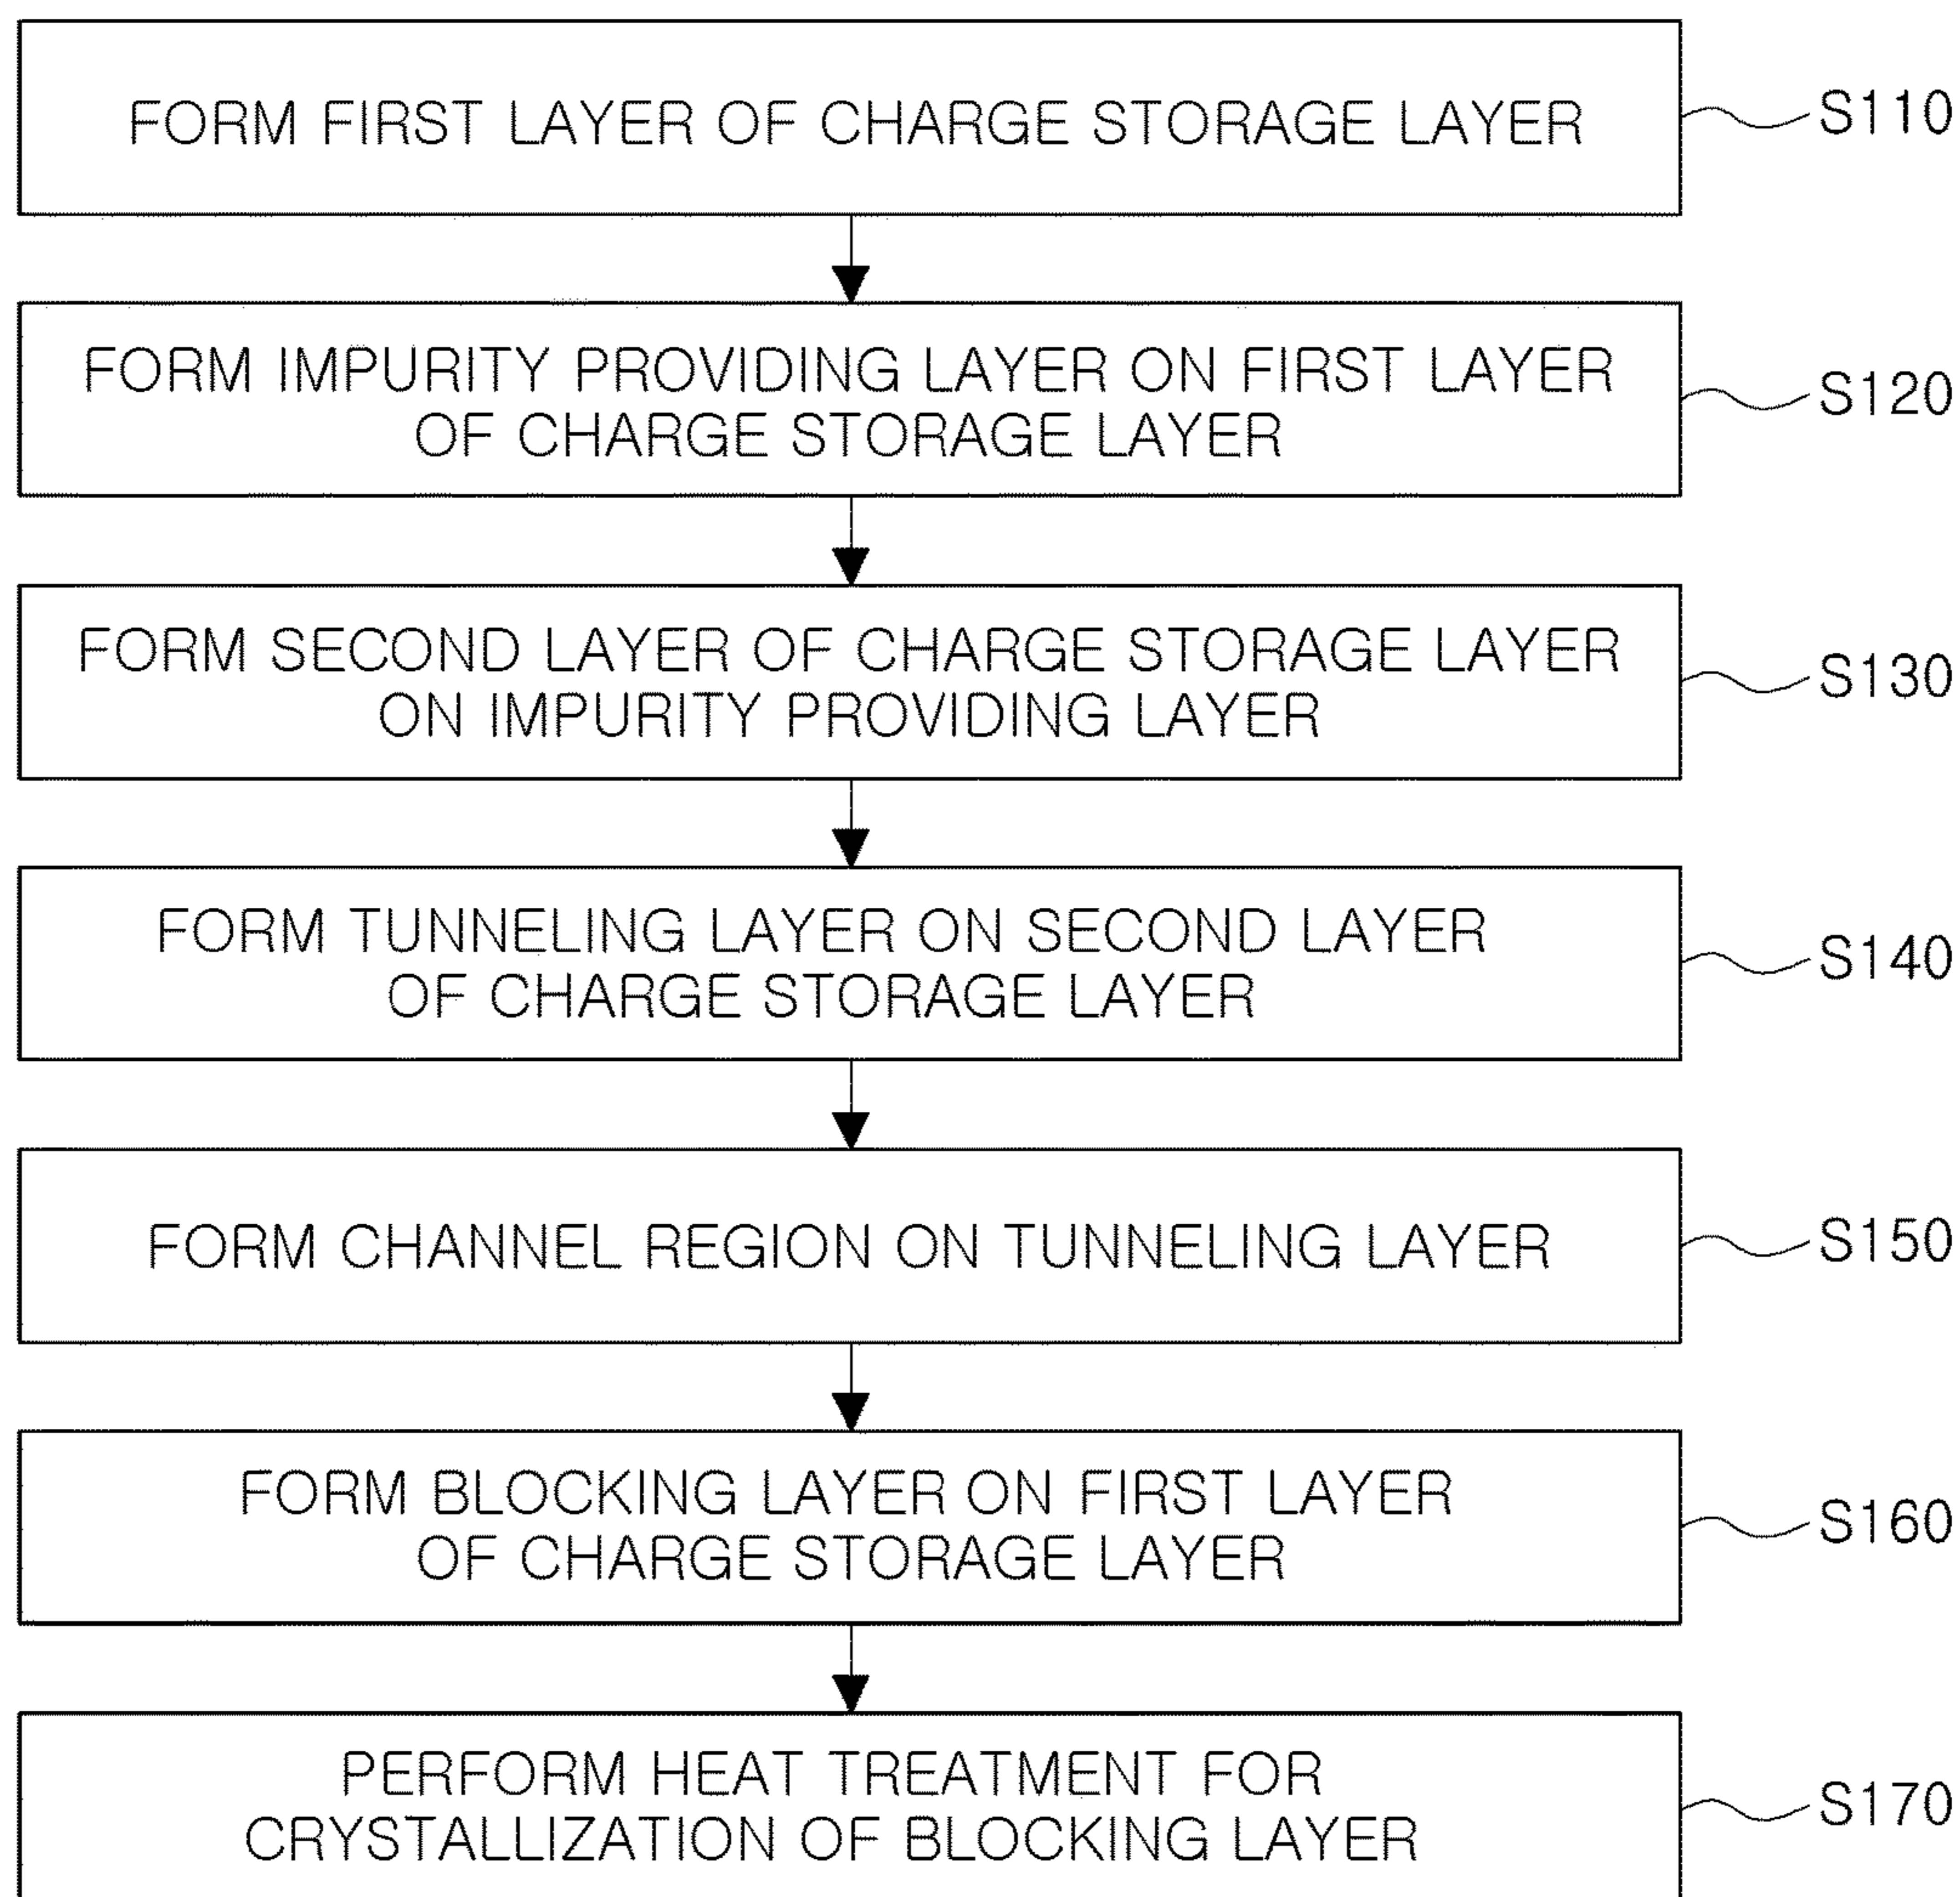 FORM FIRST LAYER OF CHARGE STORAGE LAYER
S110
FORM IMPURITY PROVIDING LAYER ON FIRST LAYER
OF CHARGE STORAGE LAYER
S120
FORM SECOND LAYER OF CHARGE STORAGE LAYER
ON IMPURITY PROVIDING LAYER
S130
FORM TUNNELING LAYER ON SECOND LAYER
OF CHARGE STORAGE LAYER
S140
FORM CHANNEL REGION ON TUNNELING LAYER
S150
FORM BLOCKING LAYER ON FIRST LAYER
OF CHARGE STORAGE LAYER
S160
PERFORM HEAT TREATMENT FOR
CRYSTALLIZATION OF BLOCKING LAYER
S170